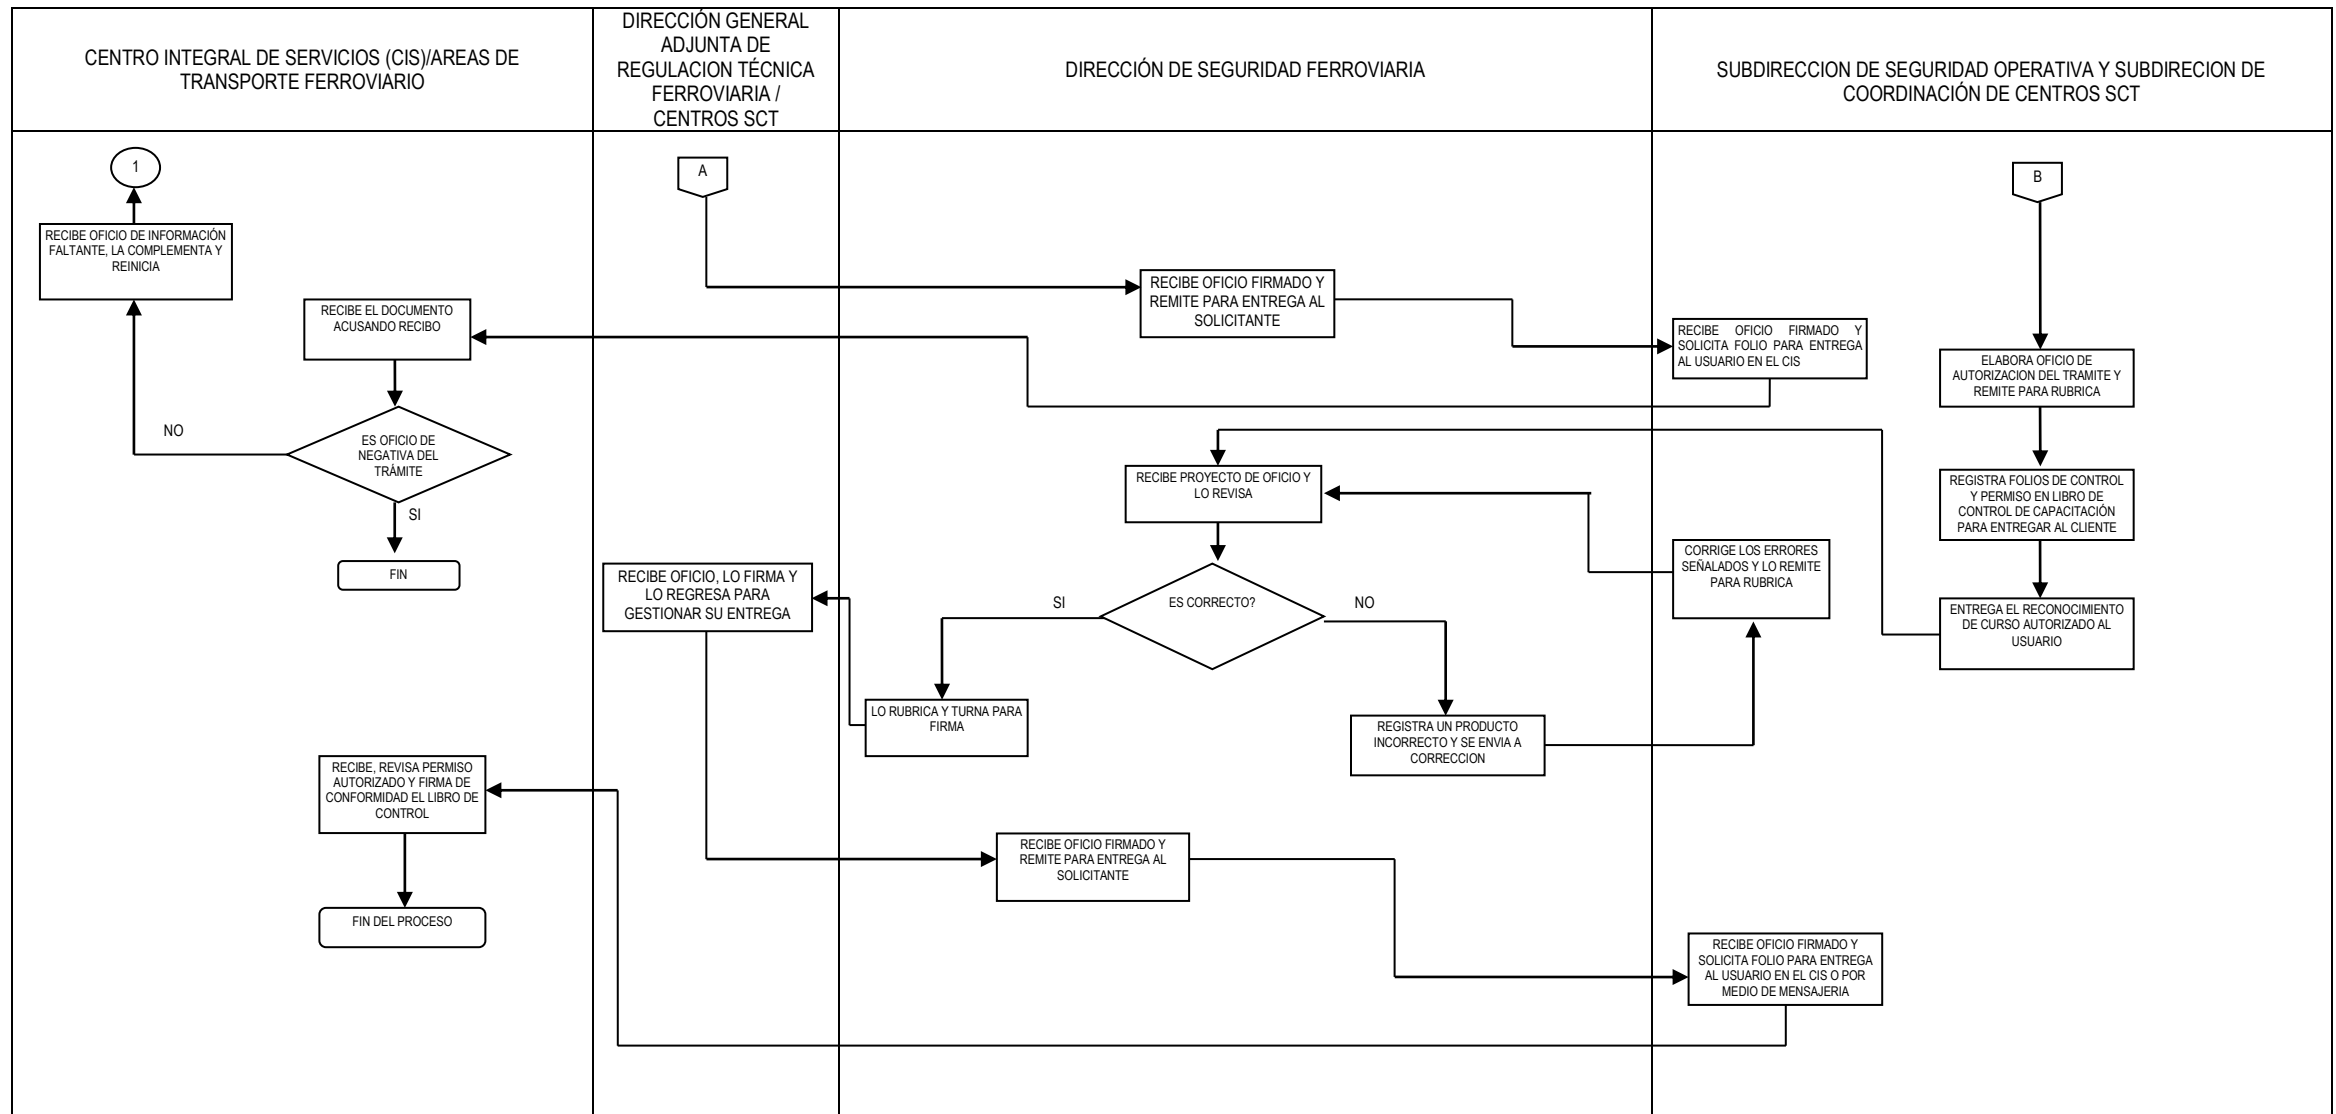 CENTRO INTEGRAL DE SERVICIOS (CIS)/AREAS DE
TRANSPORTE FERROVIARIO
DIRECCIÓN GENERAL
ADJUNTA DE
REGULACION TÉCNICA
FERROVIARIA /
CENTROS SCT
DIRECCIÓN DE SEGURIDAD FERROVIARIA
SUBDIRECCION DE SEGURIDAD OPERATIVA Y SUBDIRECION DE
COORDINACIÓN DE CENTROS SCT
1
A
B
RECIBE OFICIO DE INFORMACIÓN
FALTANTE, LA COMPLEMENTA Y
REINICIA
RECIBE EL DOCUMENTO
ACUSANDO RECIBO
RECIBE OFICIO FIRMADO Y
REMITE PARA ENTREGA AL
SOLICITANTE
RECIBE OFICIO FIRMADO Y
SOLICITA FOLIO PARA ENTREGA
AL USUARIO EN EL CIS
ELABORA OFICIO DE
AUTORIZACION DEL TRAMITE Y
REMITE PARA RUBRICA
NO
ES OFICIO DE
NEGATIVA DEL
TRÁMITE
SI
FIN
RECIBE PROYECTO DE OFICIO Y
LO REVISA
REGISTRA FOLIOS DE CONTROL
Y PERMISO EN LIBRO DE
CONTROL DE CAPACITACIÓN
PARA ENTREGAR AL CLIENTE
CORRIGE LOS ERRORES
SEÑALADOS Y LO REMITE
PARA RUBRICA
RECIBE OFICIO, LO FIRMA Y
LO REGRESA PARA
GESTIONAR SU ENTREGA
SI
ES CORRECTO?
NO
ENTREGA EL RECONOCIMIENTO
DE CURSO AUTORIZADO AL
USUARIO
LO RUBRICA Y TURNA PARA
FIRMA
REGISTRA UN PRODUCTO
INCORRECTO Y SE ENVIA A
CORRECCION
RECIBE, REVISA PERMISO
AUTORIZADO Y FIRMA DE
CONFORMIDAD EL LIBRO DE
CONTROL
RECIBE OFICIO FIRMADO Y
REMITE PARA ENTREGA AL
SOLICITANTE
FIN DEL PROCESO
RECIBE OFICIO FIRMADO Y
SOLICITA FOLIO PARA ENTREGA
AL USUARIO EN EL CIS O POR
MEDIO DE MENSAJERIA